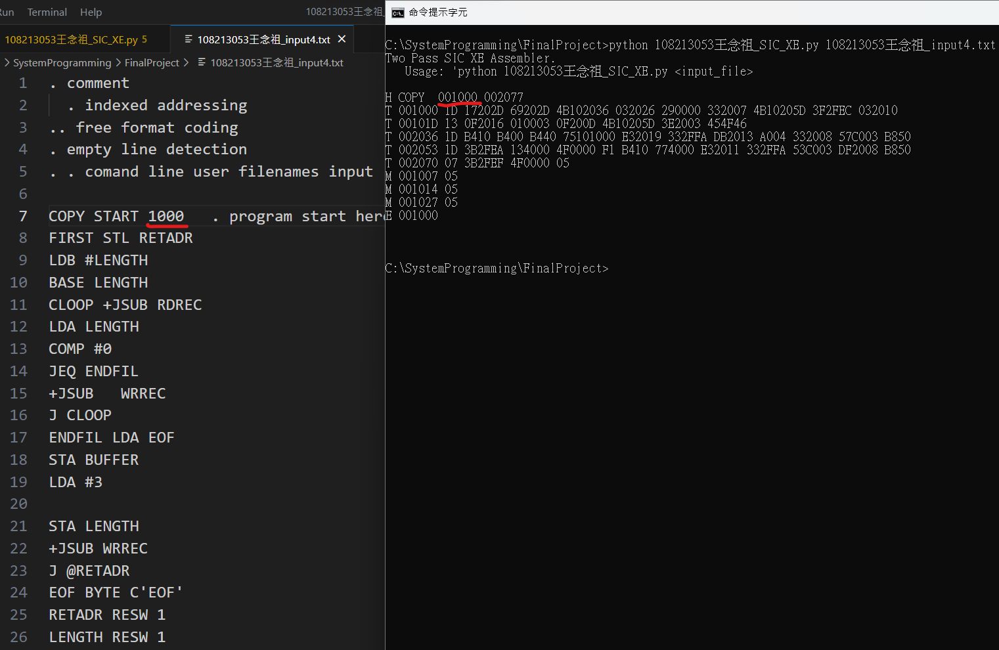 Run Terminal Help 108213053王念祖_
108213053王念祖_SIC_XE.py 5 108213053王念祖_input4.txt
SystemProgramming > FinalProject > 108213053王念祖_input4.txt
1 . comment
2 . indexed addressing
3 .. free format coding
4 . empty line detection
5 . . comand line user filenames input
6
7 COPY START 1000 . program start here
8 FIRST STL RETADR
9 LDB #LENGTH
10 BASE LENGTH
11 CLOOP +JSUB RDREC
12 LDA LENGTH
13 COMP #0
14 JEQ ENDFIL
15 +JSUB WRREC
16 J CLOOP
17 ENDFIL LDA EOF
18 STA BUFFER
19 LDA #3
20
21 STA LENGTH
22 +JSUB WRREC
23 J @RETADR
24 EOF BYTE C'EOF'
25 RETADR RESW 1
26 LENGTH RESW 1
命令提示字元
C:\SystemProgramming\FinalProject>python 108213053王念祖_SIC_XE.py 108213053王念祖_input4.txt
Two Pass SIC XE Assembler.
Usage: 'python 108213053王念祖_SIC_XE.py <input_file>
H COPY 001000 002077
T 001000 1D 17202D 69202D 4B102036 032026 290000 332007 4B10205D 3F2FEC 032010
T 00101D 13 0F2016 010003 0F200D 4B10205D 3E2003 454F46
T 002036 1D B410 B400 B440 75101000 E32019 332FFA DB2013 A004 332008 57C003 B850
T 002053 1D 3B2FEA 134000 4F0000 F1 B410 774000 E32011 332FFA 53C003 DF2008 B850
T 002070 07 3B2FEF 4F0000 05
M 001007 05
M 001014 05
M 001027 05
E 001000
C:\SystemProgramming\FinalProject>